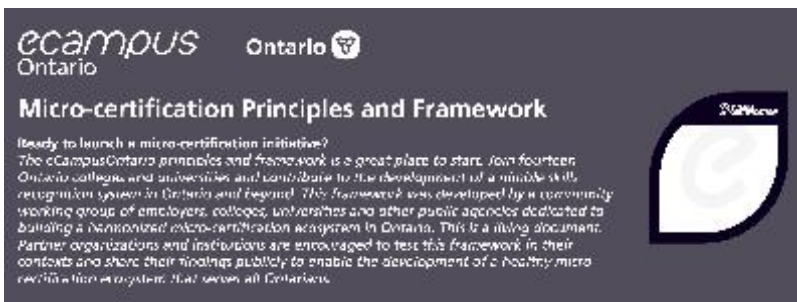 ecampus
Ontario
Ontario
Micro-certification Principles and Framework
Ready to launch a micro-certification initiative?
The eCampusOntario principles and framework is a great place to start. Join fourteen
Ontario colleges and universities and contribute to the development of a nimble skills
recognition system in Ontario and beyond. This framework was developed by a community
working group of employers, colleges, universities and other public agencies dedicated to
building a harmonized micro-certification ecosystem in Ontario. This is a living document.
Partner organizations and institutions are encouraged to test this framework in their
contexts and share their findings publicly to enable the development of a healthy micro
certification ecosystem that serves all Ontarians.